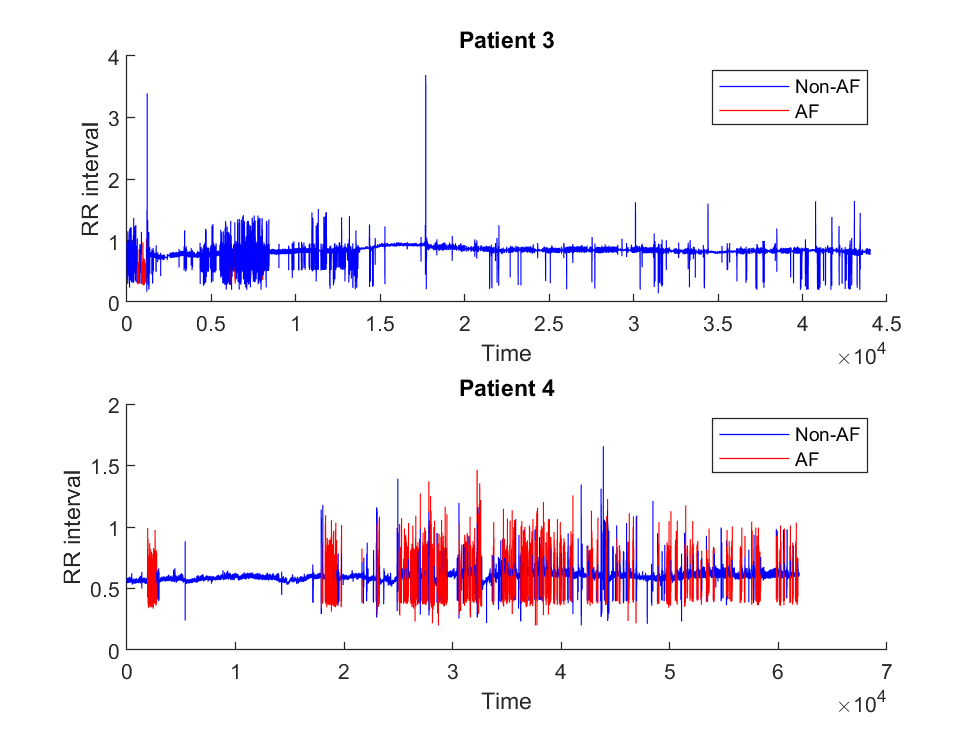 Patient 3
RR interval
4
3
2
1
0
Non-AF
AF
0 0.5 1 1.5 2 2.5 3 3.5 4 4.5
Time
×10^4
Patient 4
RR interval
2
1.5
1
0.5
0
Non-AF
AF
0 1 2 3 4 5 6 7
Time
×10^4